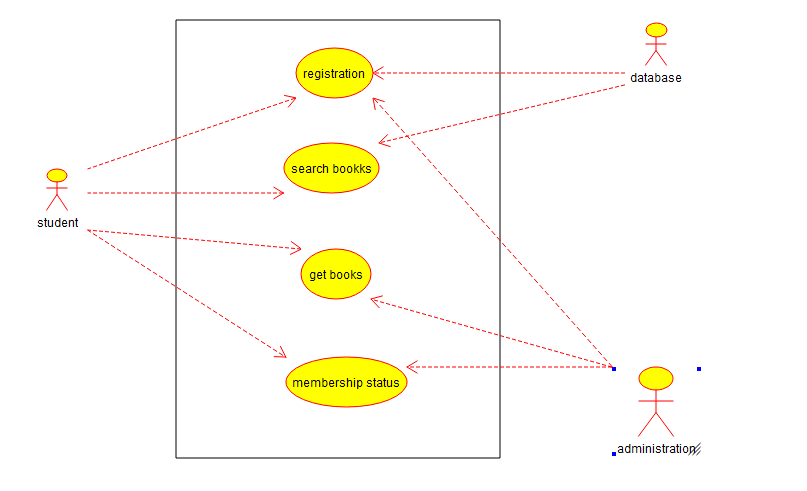 registration
database
search bookks
student
get books
membership status
administration